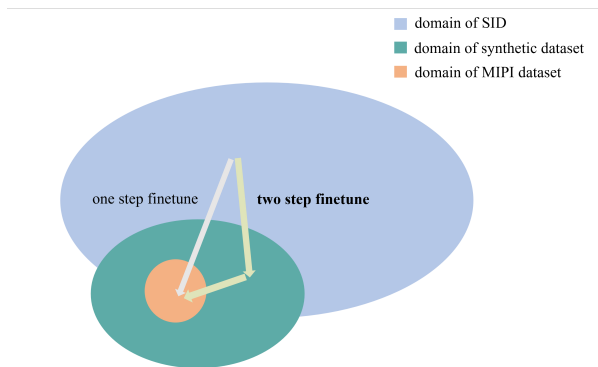 domain of SID
domain of synthetic dataset
domain of MIPI dataset
one step finetune
two step finetune